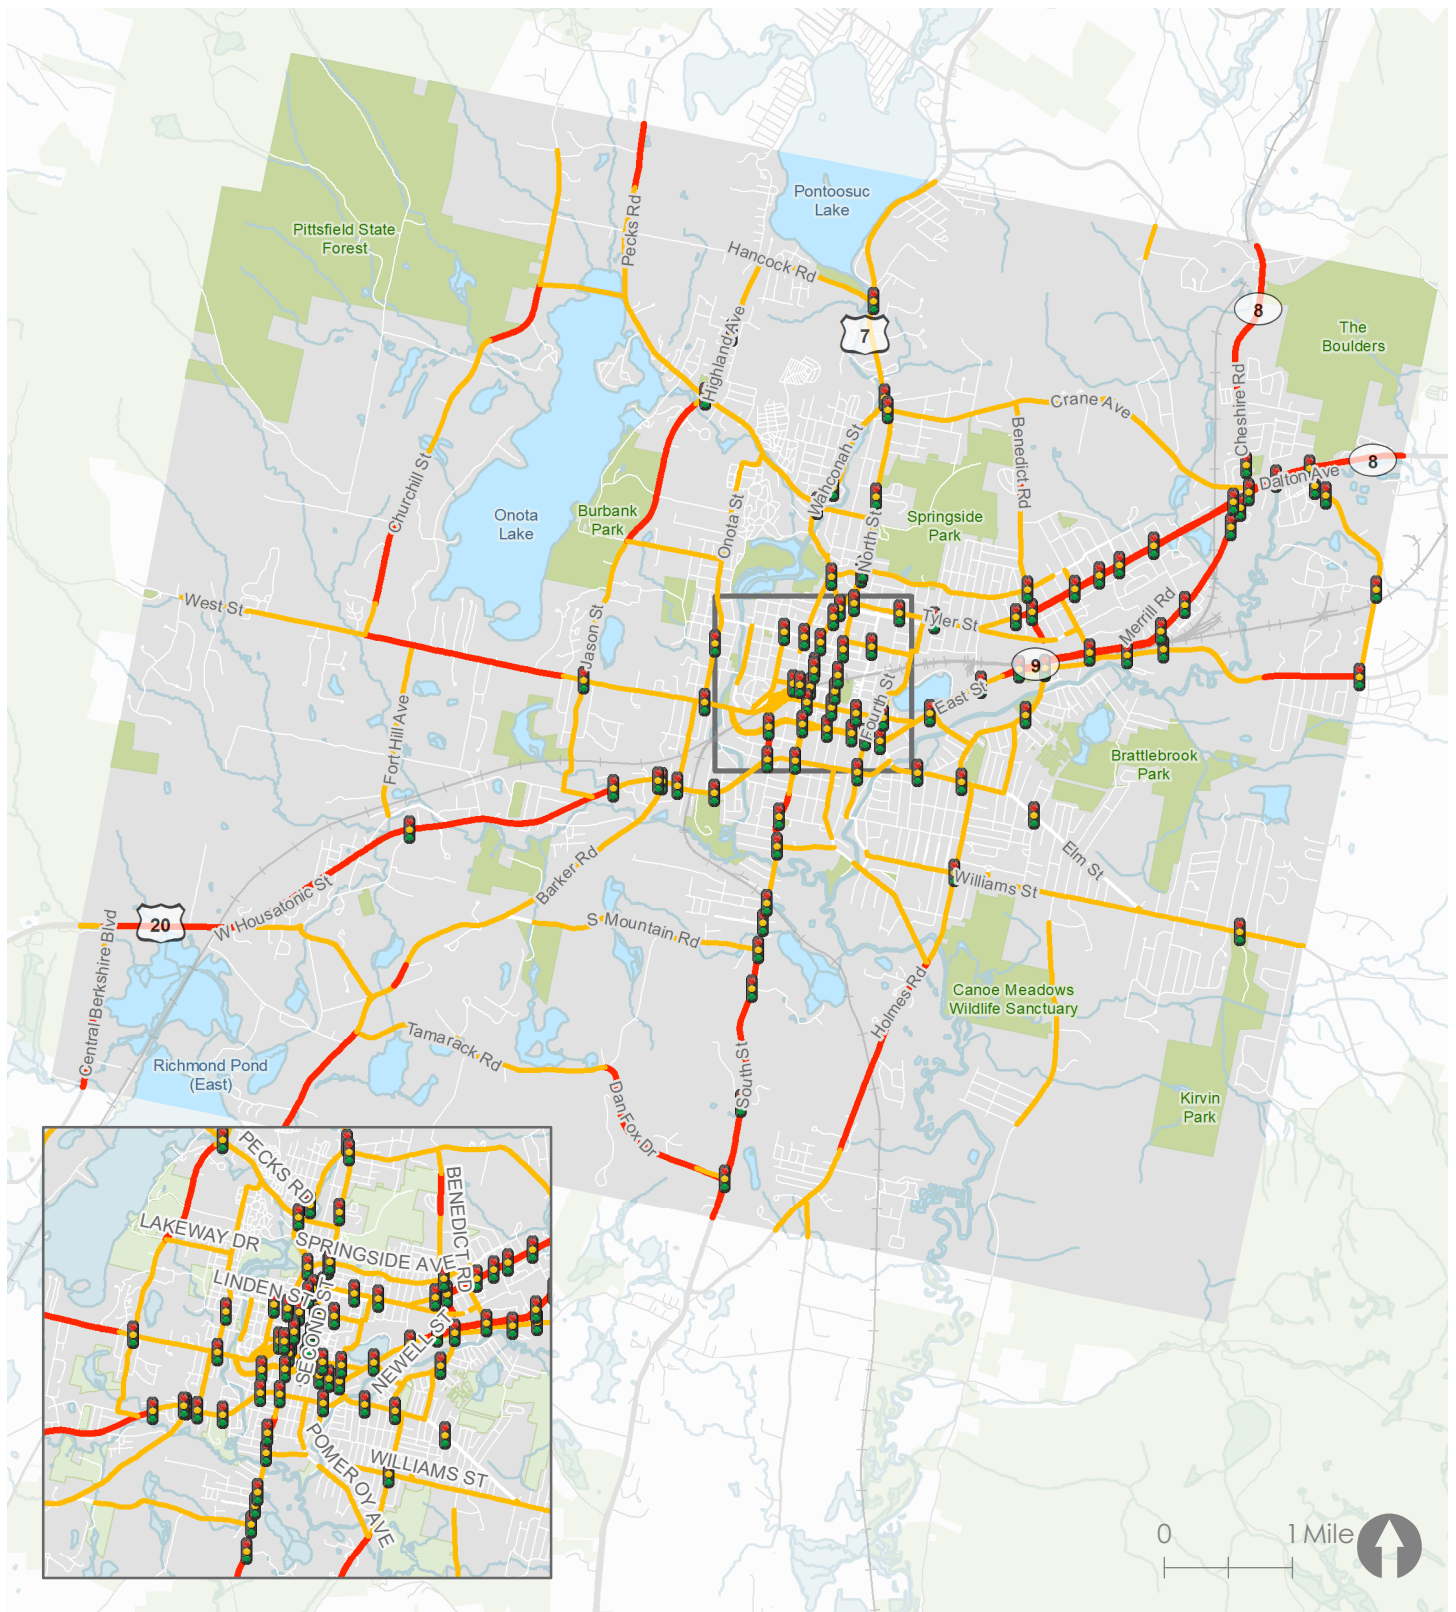 Pontoosuc
Lake
Pittsfield State
Forest
Pecks Rd
Hancock Rd
8
7
Highland Ave
The
Boulders
Crane Ave
Cheshire Rd
Benedict Rd
Wahconah St
8
Dalton Ave
Churchill St
Onota
Lake
Burbank
Park
Onota St
North St
Springside
Park
West St
Jason St
Tyler St
Merrill Rd
9
East St
Fourth St
Fort Hill Ave
Brattlebrook
Park
Elm St
Barker Rd
Williams St
W Housatonic St
20
S Mountain Rd
Central Berkshire Blvd
Canoe Meadows
Wildlife Sanctuary
Holmes Rd
Tamarack Rd
Richmond Pond
(East)
South St
Dan Fox Dr
Kirvin
Park
PECKS RD
BENEDICT RD
LAKEWAY DR
SPRINGSIDE AVE
LINDEN ST
SECOND ST
NEWELL ST
POMEROY AVE
WILLIAMS ST
0
1 Mile